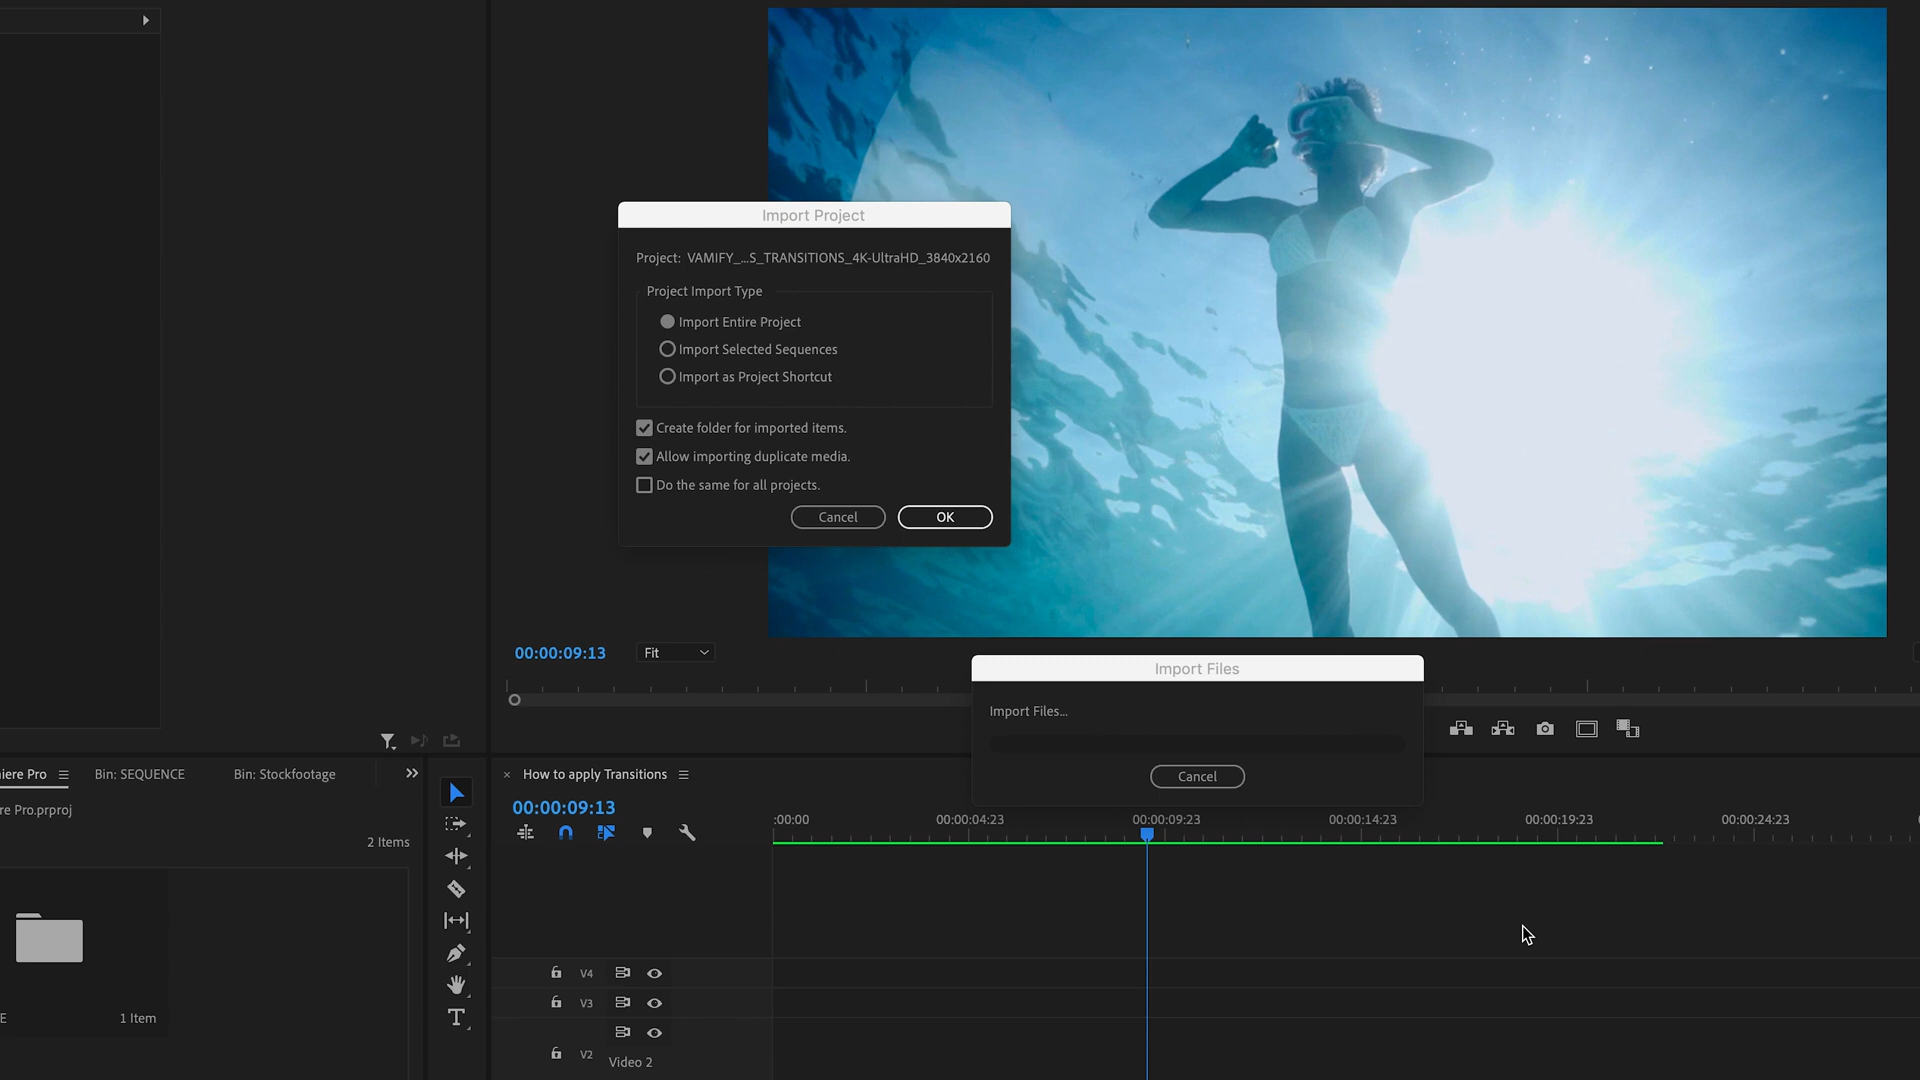 Import Project
Project: VAMIFY_...S_TRANSITIONS_4K-UltraHD_3840x2160
Project Import Type
Import Entire Project
Import Selected Sequences
Import as Project Shortcut
Create folder for imported items.
Allow importing duplicate media.
Do the same for all projects.
Cancel
OK
00:00:09:13
Fit
Import Files
Import Files...
Cancel
iere Pro
Bin: SEQUENCE
Bin: Stockfotage
re Pro.prproj
2 Items
E
1 Item
× How to apply Transitions
00:00:09:13
:00:00
00:00:04:23
00:00:09:23
00:00:14:23
00:00:19:23
00:00:24:23
V4
V3
V2
Video 2